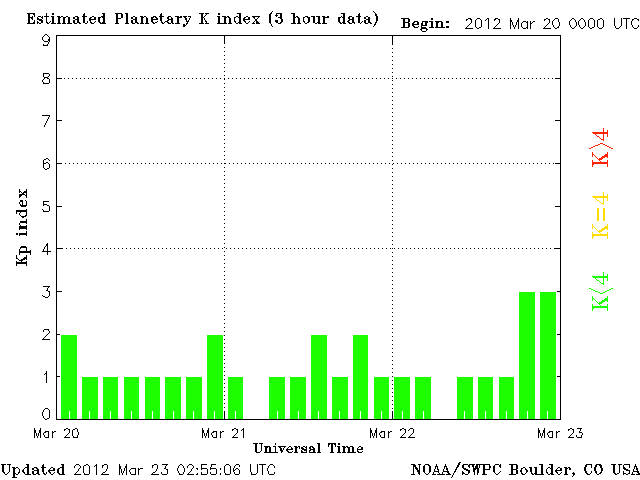 Estimated Planetary K index (3 hour data)
Begin: 2012 Mar 20 0000 UTC
9
8
7
6
5
4
3
2
1
0
Kp index
K>4
K=4
K<4
Mar 20
Mar 21
Mar 22
Mar 23
Universal Time
Updated 2012 Mar 23 02:55:06 UTC
NOAA/SWPC Boulder, CO USA